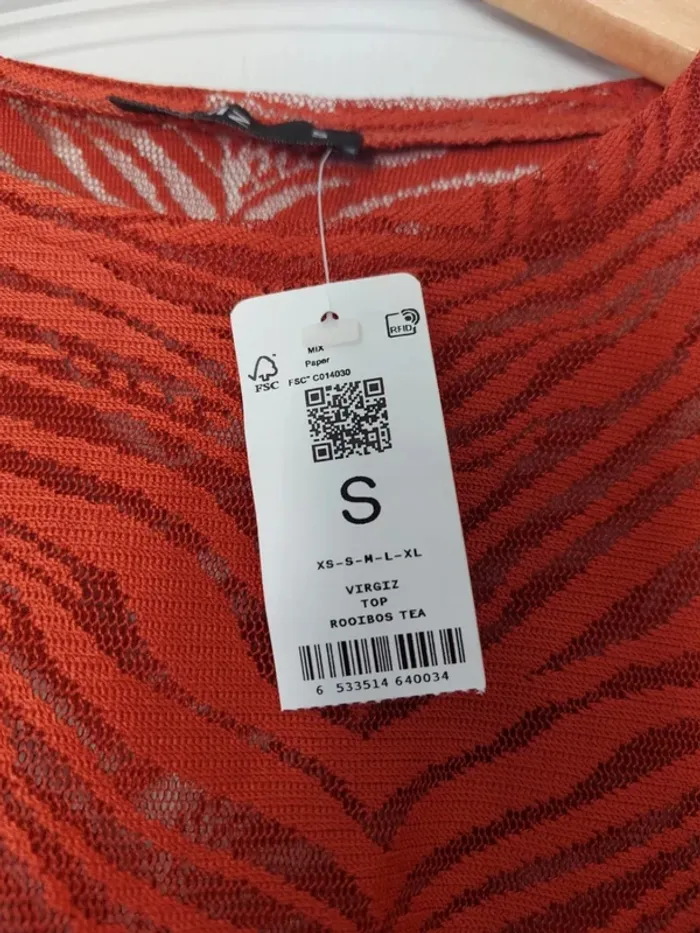 RFID
MIX
Paper
FSC™ C014030
FSC
S
XS-S-M-L-XL
VIRGIZ
TOP
ROOIBOS TEA
6 533514 640034